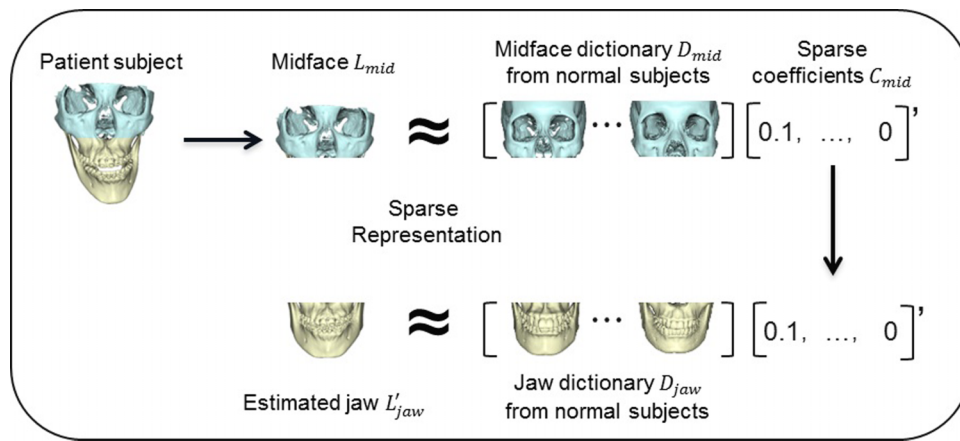 Patient subject
Midface L_mid
Midface dictionary D_mid
from normal subjects
Sparse
coefficients C_mid
≈ [ ... ] [0.1, ..., 0]’
Sparse
Representation
≈ [ ... ] [0.1, ..., 0]’
Estimated jaw L′_jaw
Jaw dictionary D_jaw
from normal subjects